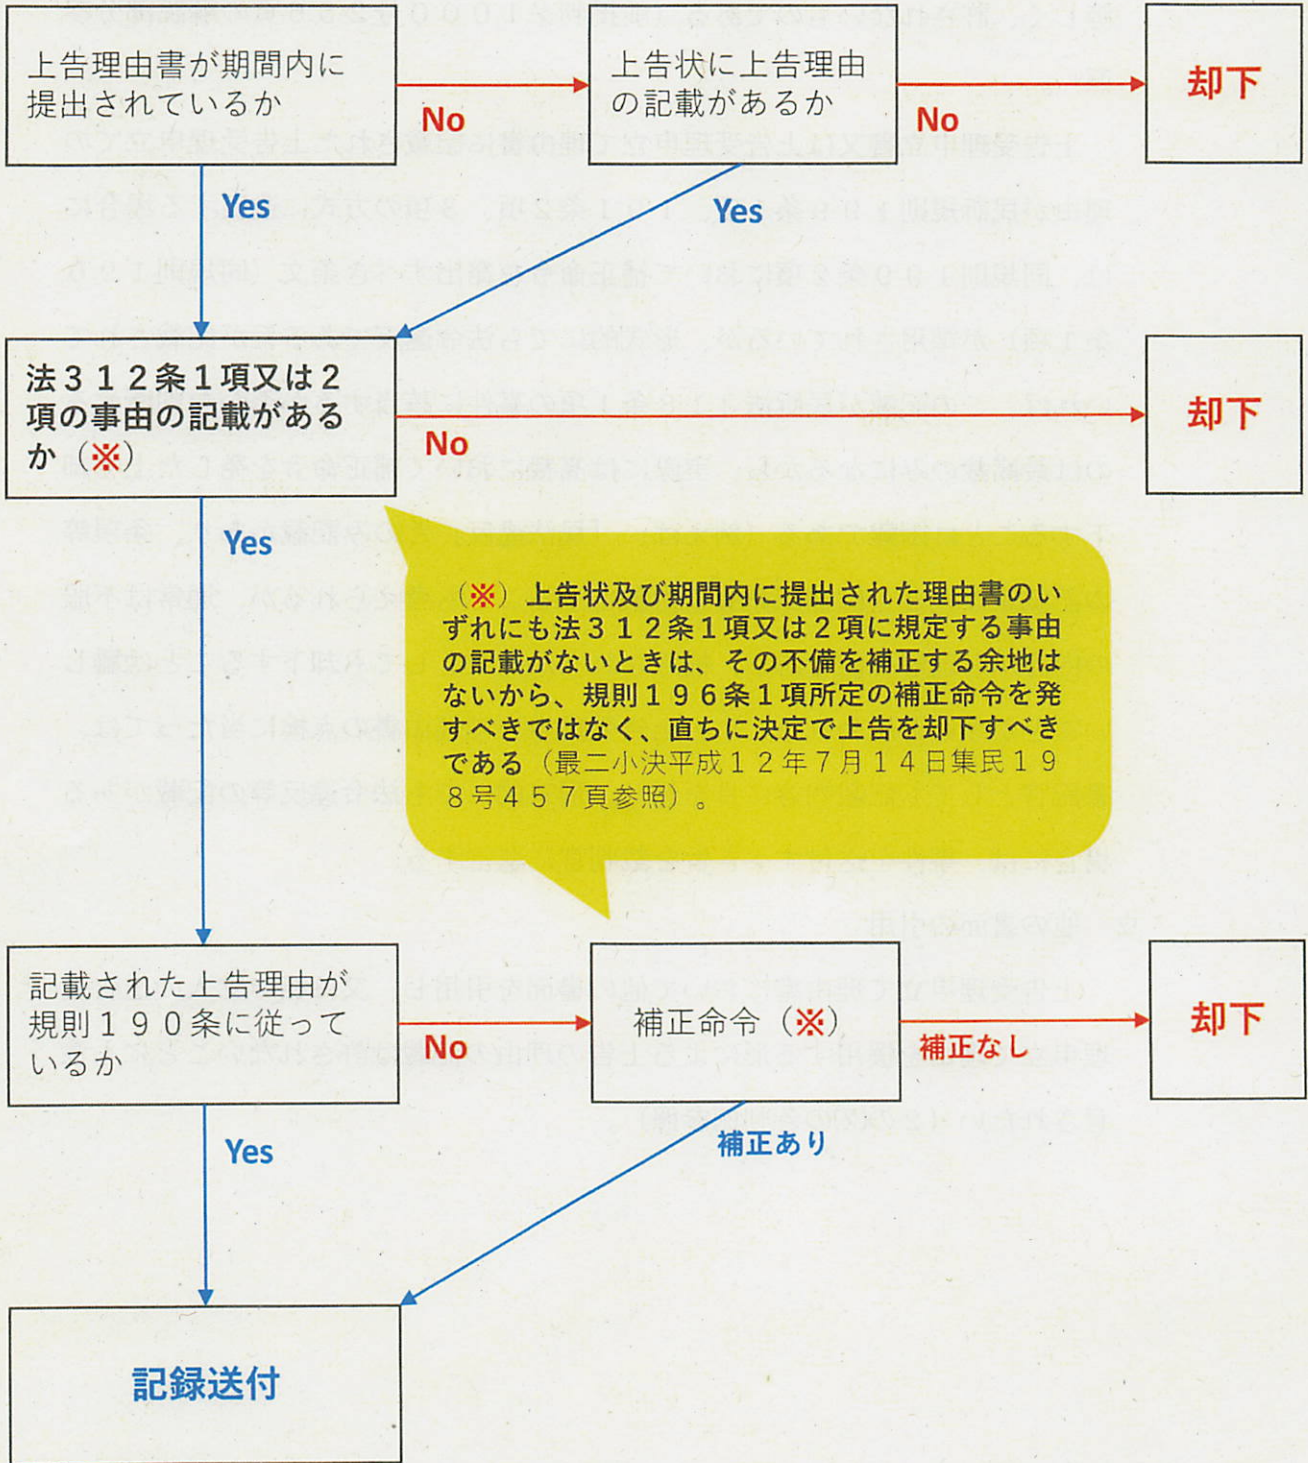 上告理由書が期間内に
提出されているか
No
上告状に上告理由
の記載があるか
No
却下
Yes
Yes
法３１２条１項又は２
項の事由の記載がある
か（※）
No
却下
Yes
（※）上告状及び期間内に提出された理由書のい
ずれにも法３１２条１項又は２項に規定する事由
の記載がないときは、その不備を補正する余地は
ないから、規則１９６条１項所定の補正命令を発
すべきではなく、直ちに決定で上告を却下すべき
である（最二小決平成１２年７月１４日集民１９
８号４５７頁参照）。
記載された上告理由が
規則１９０条に従って
いるか
No
補正命令（※）
補正なし
却下
Yes
補正あり
記録送付